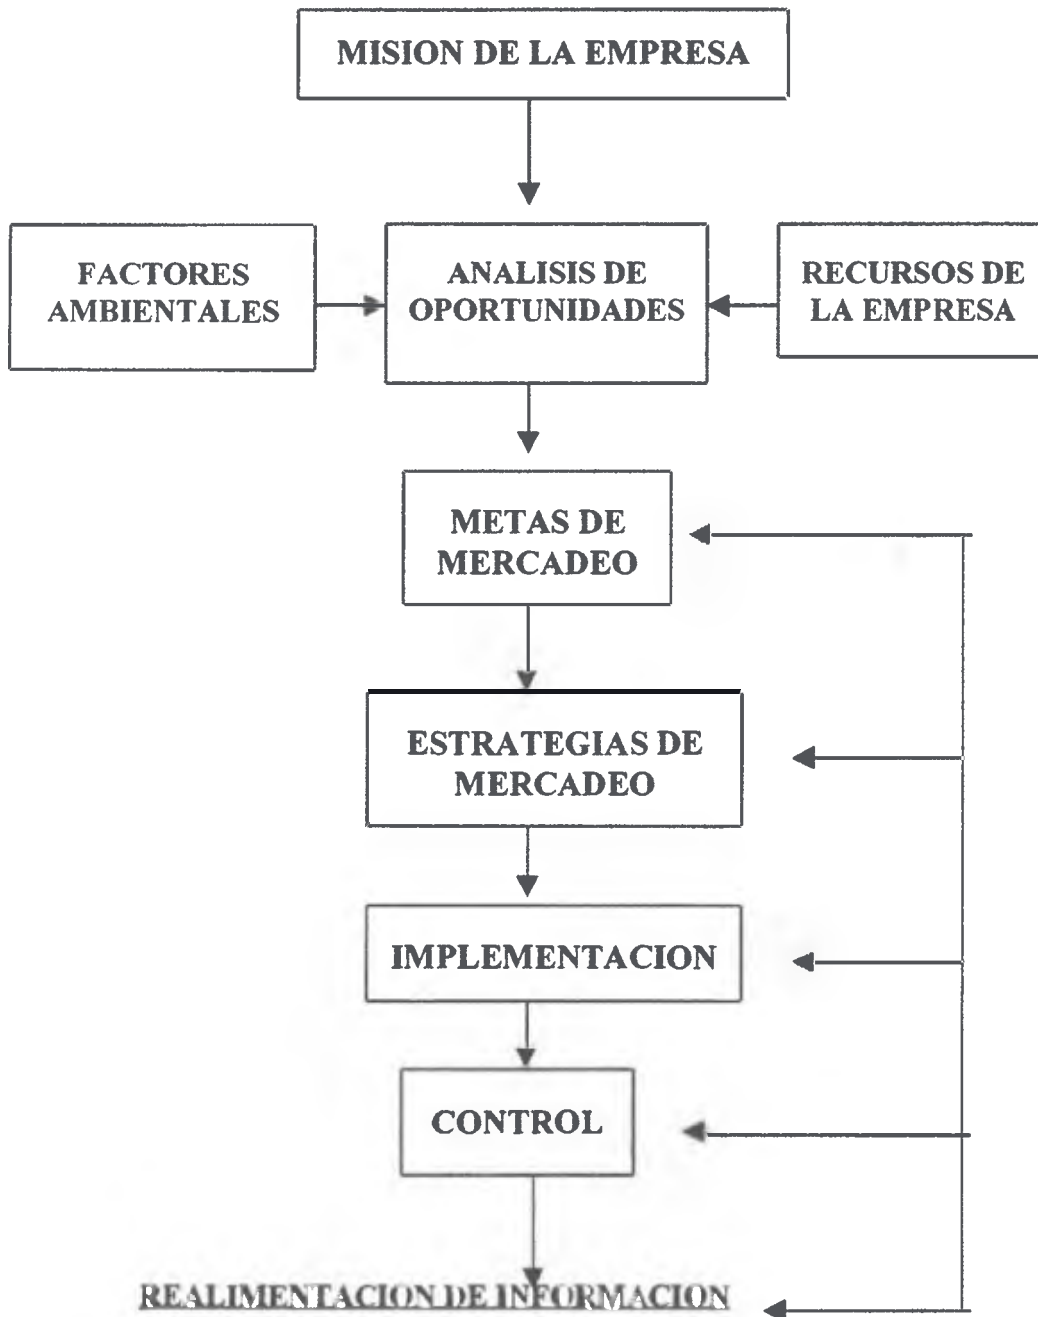 MISION DE LA EMPRESA
FACTORES
AMBIENTALES
ANALISIS DE
OPORTUNIDADES
RECURSOS DE
LA EMPRESA
METAS DE
MERCADEO
ESTRATEGIAS DE
MERCADEO
IMPLEMENTACION
CONTROL
REALIMENTACION DE INFORMACION